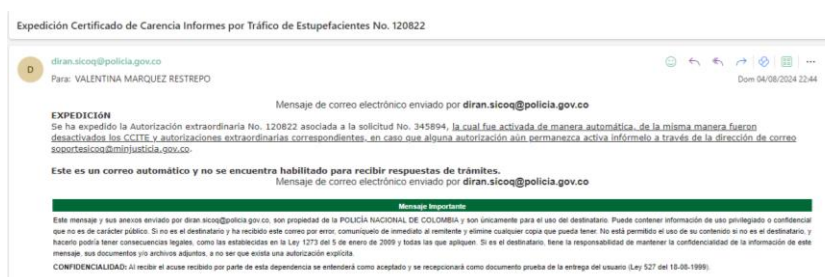 Expedición Certificado de Carencia Informes por Tráfico de Estupefacientes No. 120822
D
diran.sicoq@policia.gov.co
Para: VALENTINA MARQUEZ RESTREPO
Dom 04/08/2024 22:44
Mensaje de correo electrónico enviado por diran.sicoq@policia.gov.co
EXPEDICIóN
Se ha expedido la Autorización extraordinaria No. 120822 asociada a la solicitud No. 345894, la cual fue activada de manera automática, de la misma manera fueron
desactivados los CCITE y autorizaciones extraordinarias correspondientes, en caso que alguna autorización aún permanezca activa infórmelo a través de la dirección de correo
soportesicoq@minjusticia.gov.co.
Este es un correo automático y no se encuentra habilitado para recibir respuestas de trámites.
Mensaje de correo electrónico enviado por diran.sicoq@policia.gov.co
Mensaje Importante
Este mensaje y sus anexos enviado por diran.sicoq@policia.gov.co, son propiedad de la POLICÍA NACIONAL DE COLOMBIA y son únicamente para el uso del destinatario. Puede contener información de uso privilegiado o confidencial
que no es de carácter público. Si no es el destinatario y ha recibido este correo por error, comuníquelo de inmediato al remitente y elimine cualquier copia que pueda tener. No está permitido el uso de su contenido si no es el destinatario, y
hacerlo podría tener consecuencias legales, como las establecidas en la Ley 1273 del 5 de enero de 2009 y todas las que apliquen. Si es el destinatario, tiene la responsabilidad de mantener la confidencialidad de la información de este
mensaje, sus documentos y/o archivos adjuntos, a no ser que exista una autorización explícita.
CONFIDENCIALIDAD: Al recibir el acuse recibido por parte de esta dependencia se entenderá como aceptado y se recepcionará como documento prueba de la entrega del usuario (Ley 527 del 18-08-1999).